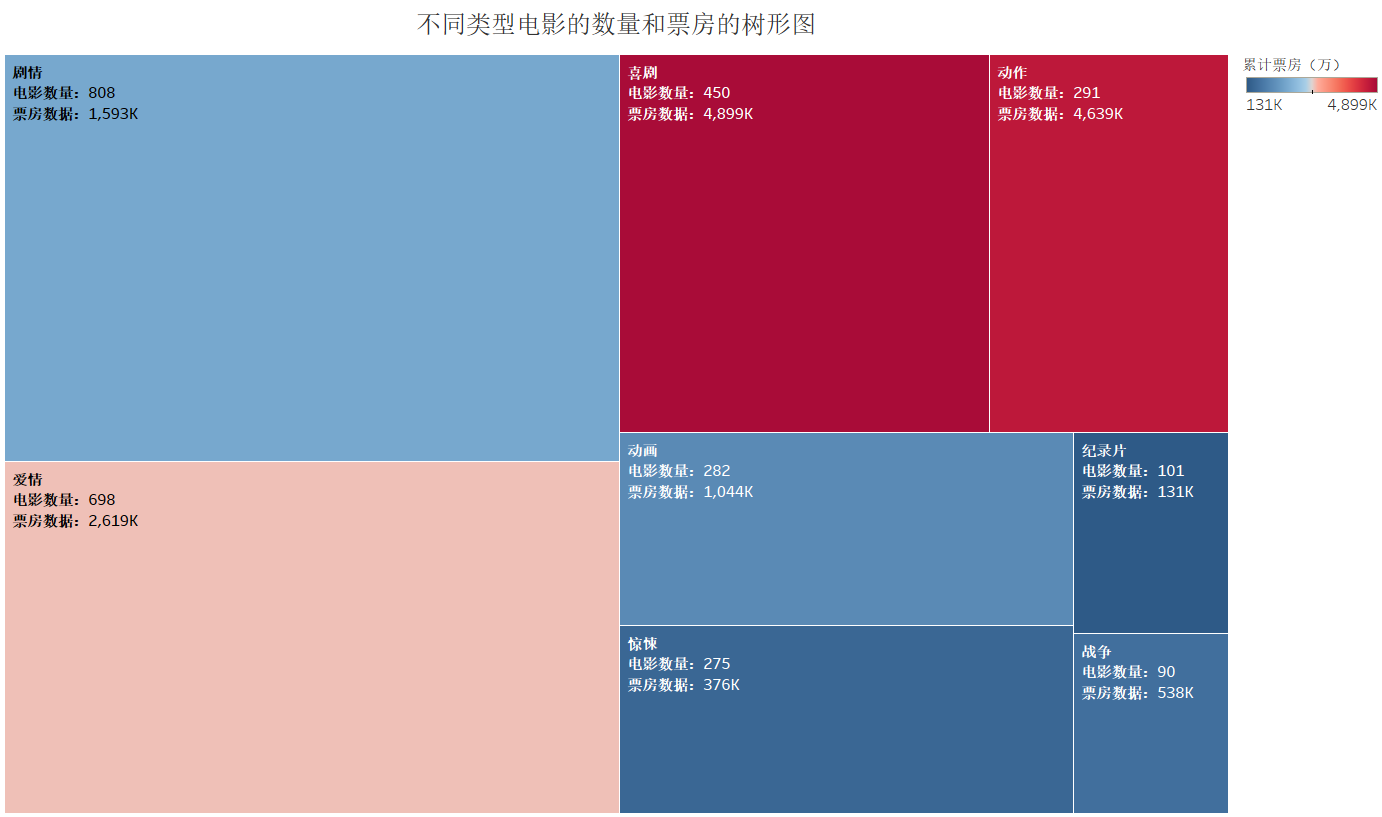 不同类型电影的数量和票房的树形图
剧情
电影数量：808
票房数据：1,593K
喜剧
电影数量：450
票房数据：4,899K
动作
电影数量：291
票房数据：4,639K
累计票房（万）
131K 4,899K
爱情
电影数量：698
票房数据：2,619K
动画
电影数量：282
票房数据：1,044K
纪录片
电影数量：101
票房数据：131K
惊悚
电影数量：275
票房数据：376K
战争
电影数量：90
票房数据：538K